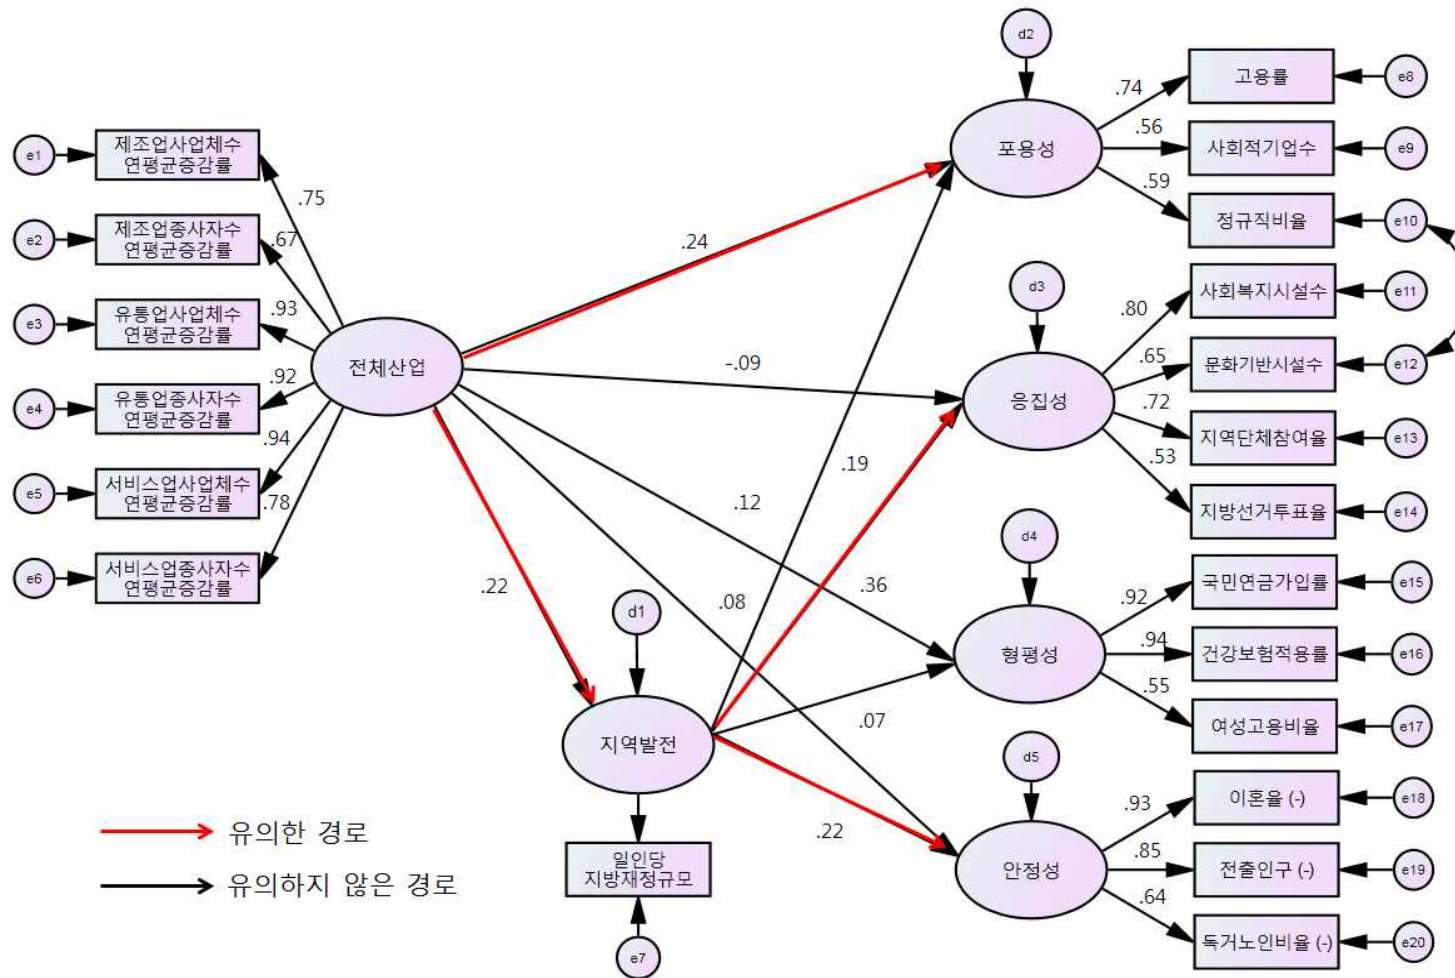 e1
제조업사업체수
연평균증감률
e2
제조업종사자수
연평균증감률
e3
유통업사업체수
연평균증감률
e4
유통업종사자수
연평균증감률
e5
서비스업사업체수
연평균증감률
e6
서비스업종사자수
연평균증감률
.75
.67
.93
.92
.94
.78
전체산업
.24
-.09
.12
.08
.22
d1
지역발전
일인당
지방재정규모
e7
.19
.36
.07
.22
d2
포용성
.74
.56
.59
고용률
e8
사회적기업수
e9
정규직비율
e10
d3
응집성
.80
.65
.72
.53
사회복지시설수
e11
문화기반시설수
e12
지역단체참여율
e13
지방선거투표율
e14
d4
형평성
.92
.94
.55
국민연금가입률
e15
건강보험적용률
e16
여성고용비율
e17
d5
안정성
.93
.85
.64
이혼율 (-)
e18
전출인구 (-)
e19
독거노인비율 (-)
e20
유의한 경로
유의하지 않은 경로